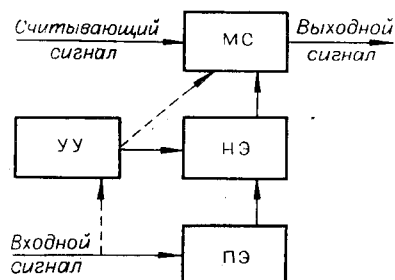 Считывающий
сигнал
МС
Выходной
сигнал
УУ
НЭ
Входной
сигнал
ПЭ